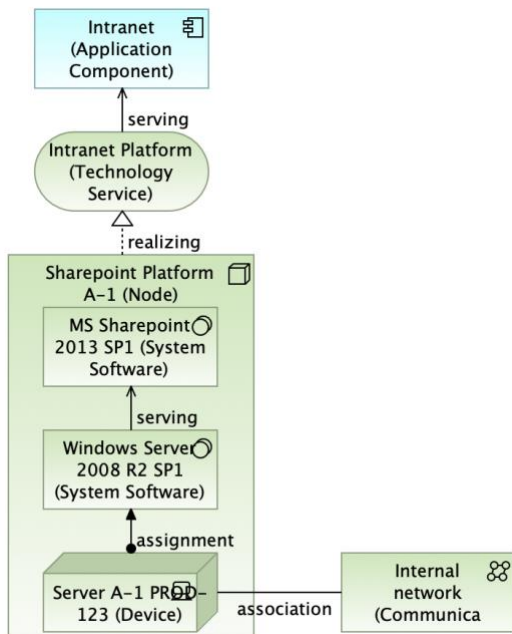 Intranet
(Application
Component)
serving
Intranet Platform
(Technology
Service)
realizing
Sharepoint Platform
A-1 (Node)
MS Sharepoint
2013 SP1 (System
Software)
serving
Windows Server
2008 R2 SP1
(System Software)
assignment
Server A-1 PROD-
123 (Device)
association
Internal
network
(Communica